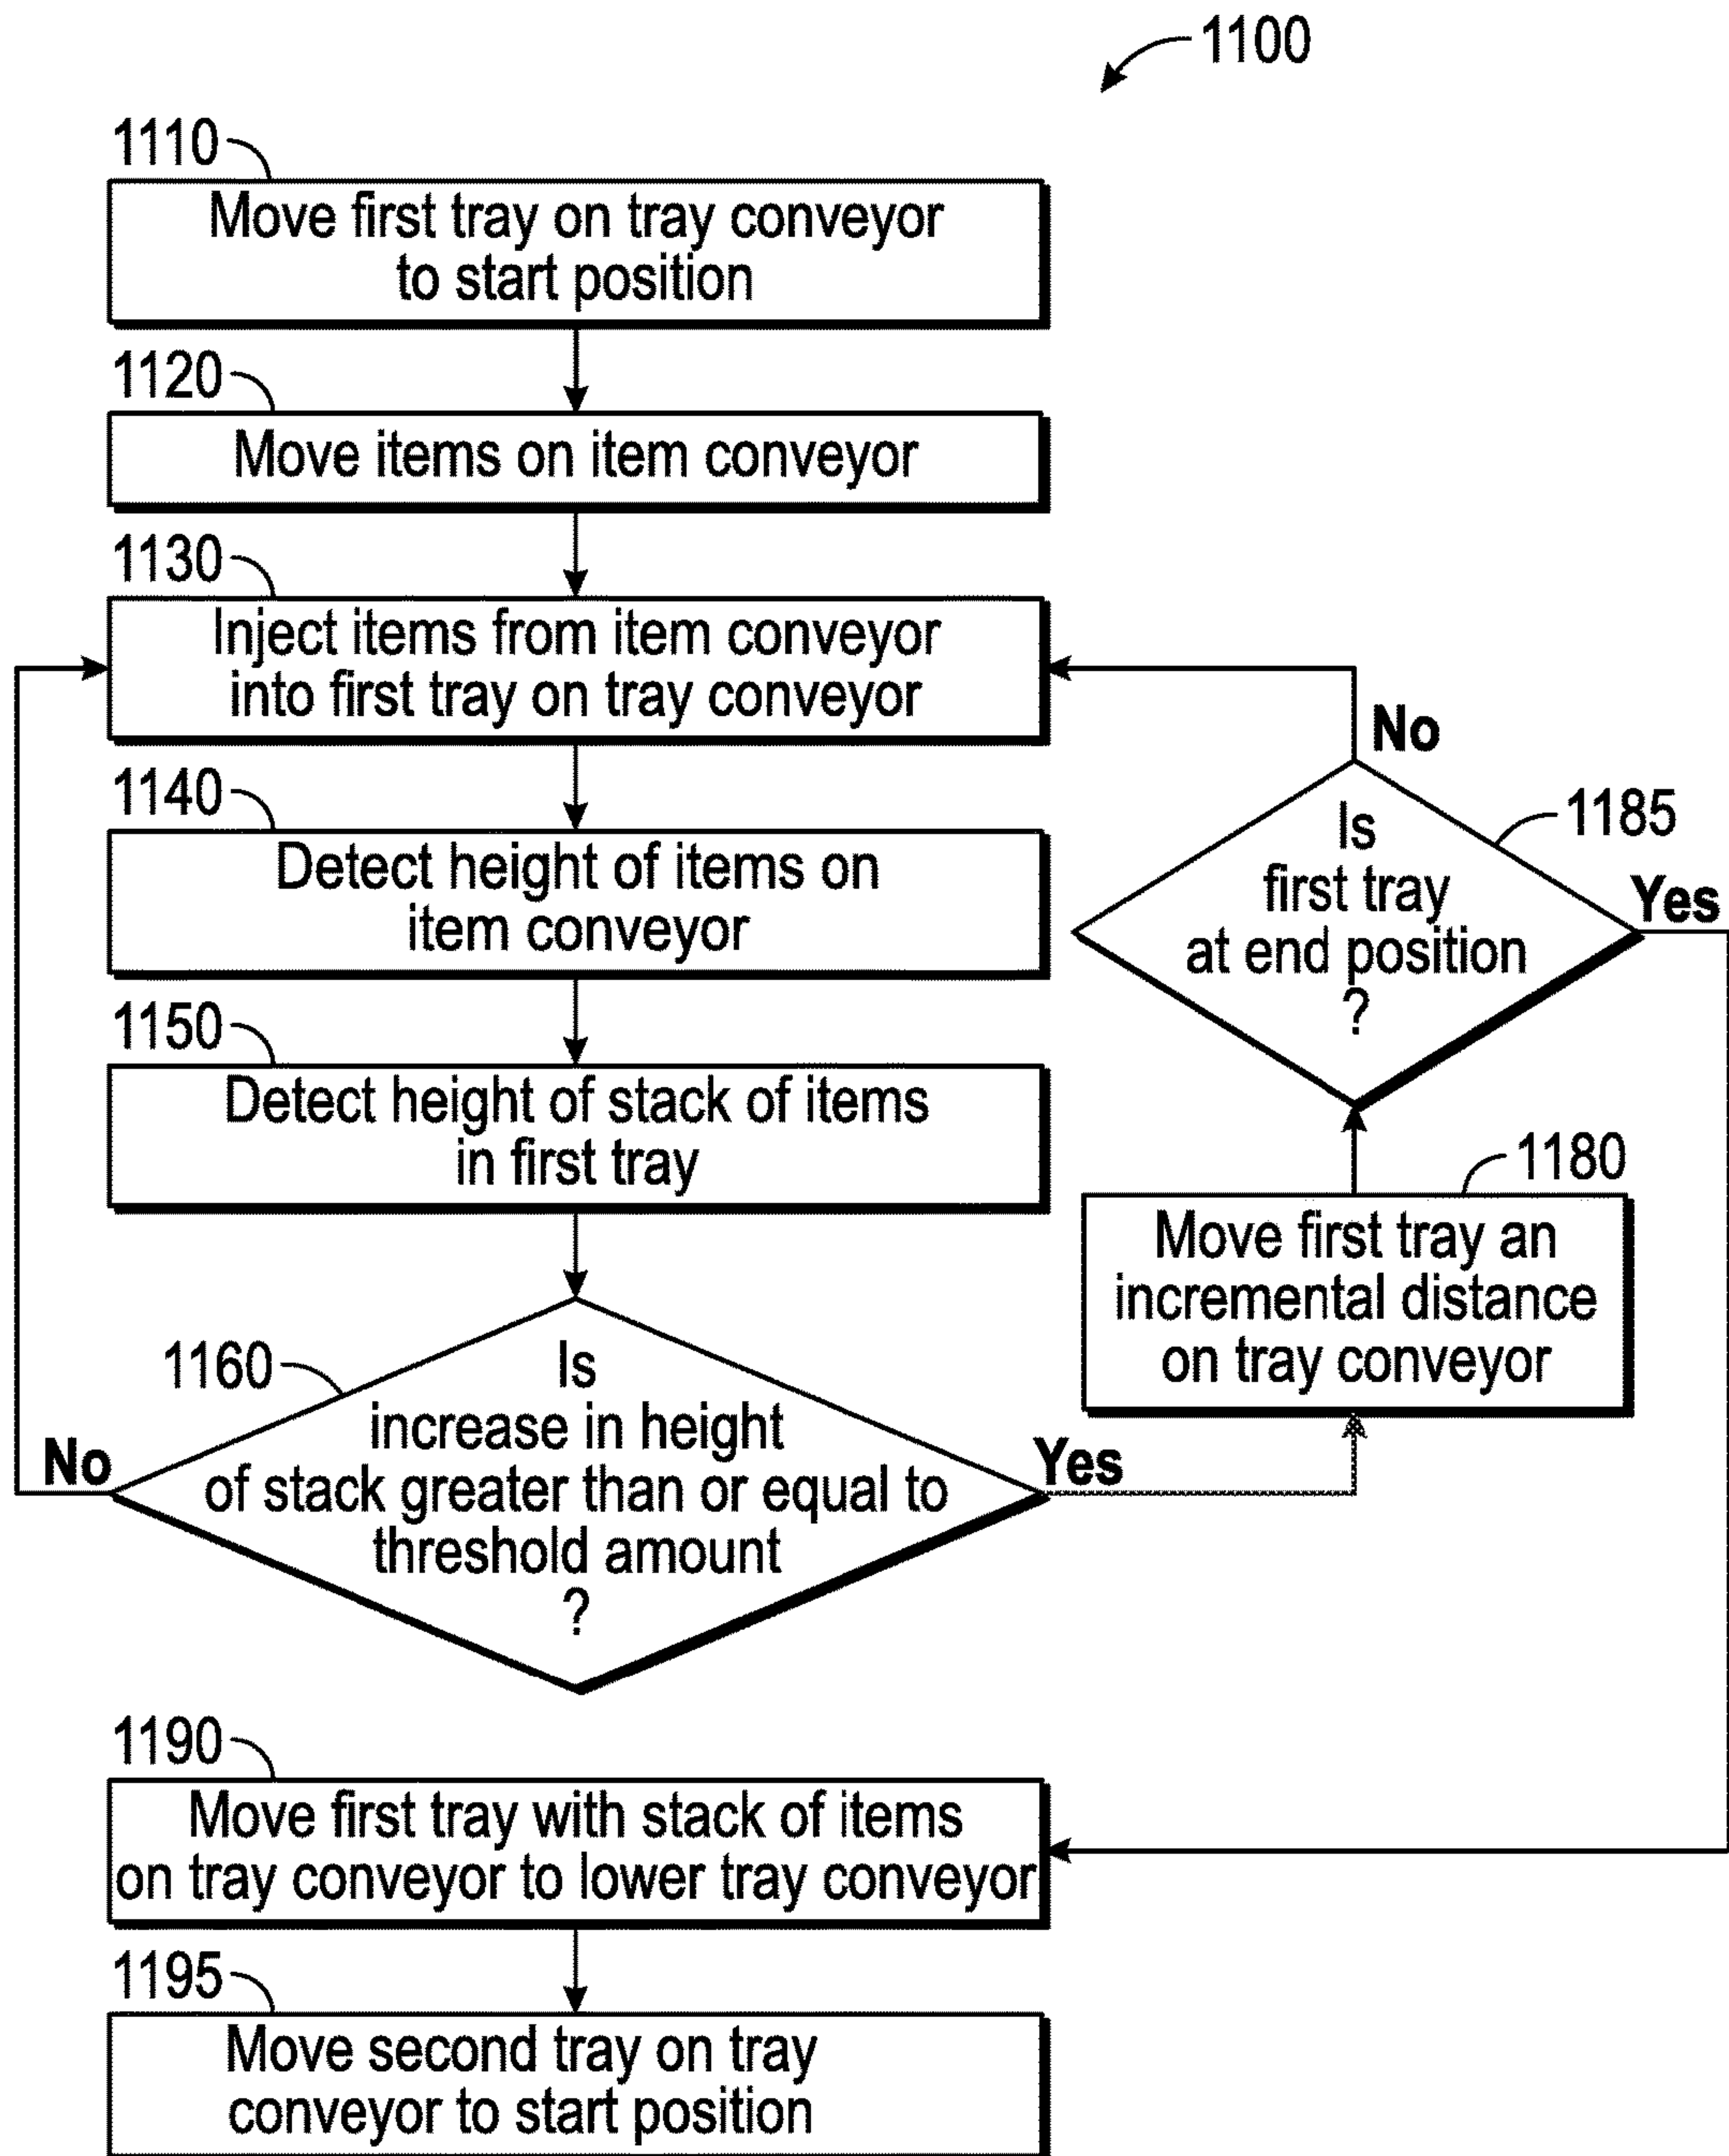 1100
1110
Move first tray on tray conveyor
to start position
1120
Move items on item conveyor
1130
Inject items from item conveyor
into first tray on tray conveyor
1140
Detect height of items on
item conveyor
1150
Detect height of stack of items
in first tray
1160
Is
increase in height
of stack greater than or equal to
threshold amount
?
No
Yes
1180
Move first tray an
incremental distance
on tray conveyor
1185
Is
first tray
at end position
?
No
Yes
1190
Move first tray with stack of items
on tray conveyor to lower tray conveyor
1195
Move second tray on tray
conveyor to start position